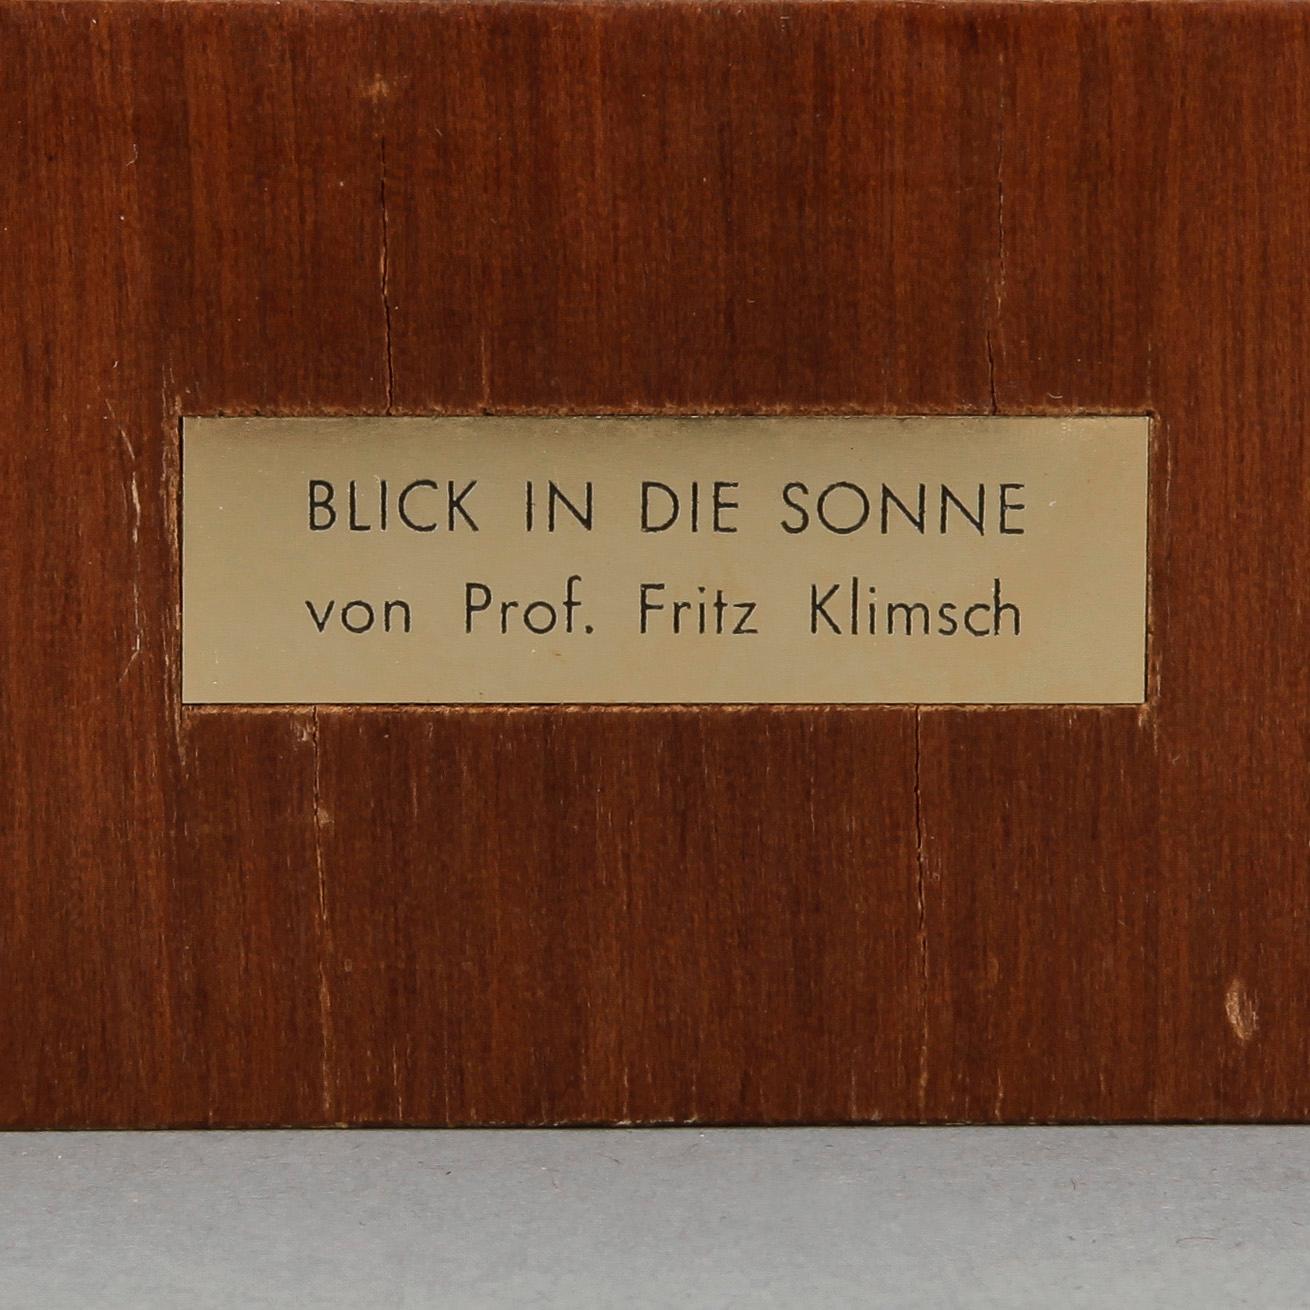 BLICK IN DIE SONNE
von Prof. Fritz Klimsch